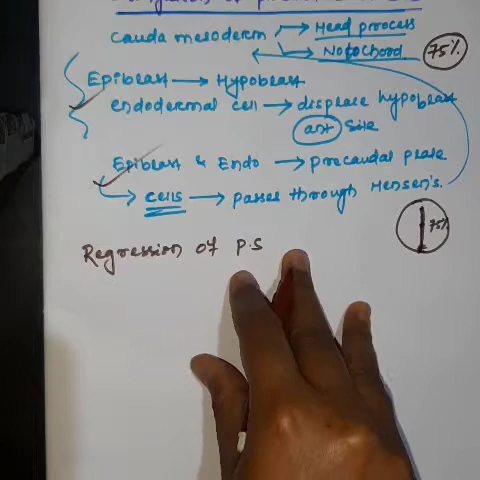 Cauda mesoderm → Head process
→ Notochord 75%
Epiblast → Hypoblast
endodermal cell → displace hypoblast
ant side
Epiblast & Endo → precaudal plate
→ cells → passes through Hensen's.
75%
Regression of P.S